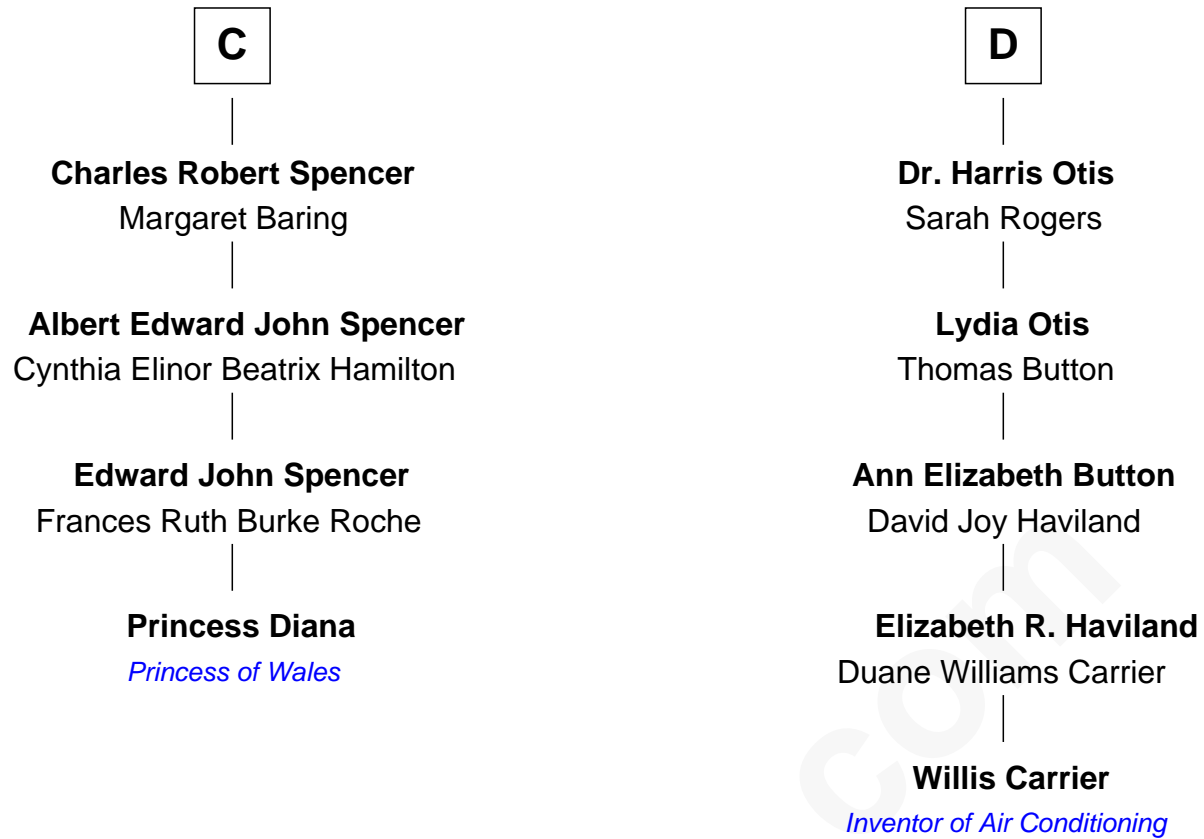 C
Charles Robert Spencer
Margaret Baring
Albert Edward John Spencer
Cynthia Elinor Beatrix Hamilton
Edward John Spencer
Frances Ruth Burke Roche
Princess Diana
Princess of Wales
D
Dr. Harris Otis
Sarah Rogers
Lydia Otis
Thomas Button
Ann Elizabeth Button
David Joy Haviland
Elizabeth R. Haviland
Duane Williams Carrier
Willis Carrier
Inventor of Air Conditioning
com